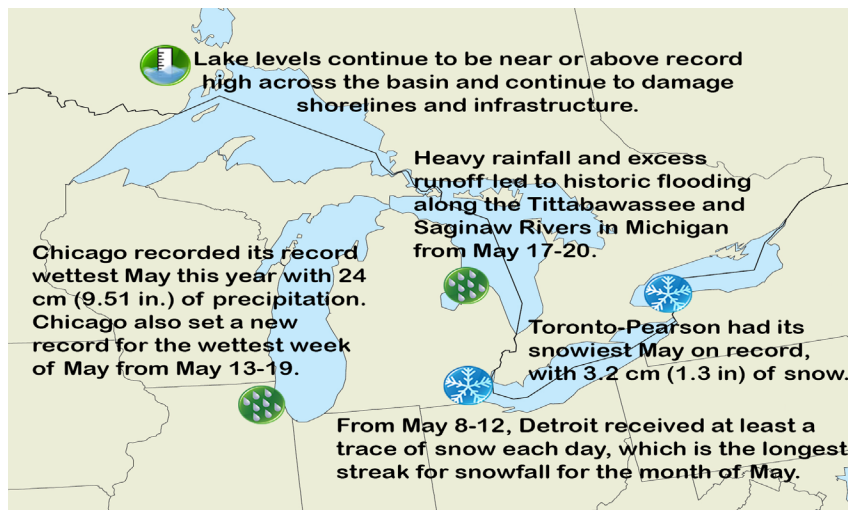 Lake levels continue to be near or above record
high across the basin and continue to damage
shorelines and infrastructure.
Heavy rainfall and excess
runoff led to historic flooding
along the Tittabawassee and
Saginaw Rivers in Michigan
from May 17-20.
Chicago recorded its record
wettest May this year with 24
cm (9.51 in.) of precipitation.
Chicago also set a new
record for the wettest week
of May from May 13-19.
Toronto-Pearson had its
snowiest May on record,
with 3.2 cm (1.3 in) of snow.
From May 8-12, Detroit received at least a
trace of snow each day, which is the longest
streak for snowfall for the month of May.